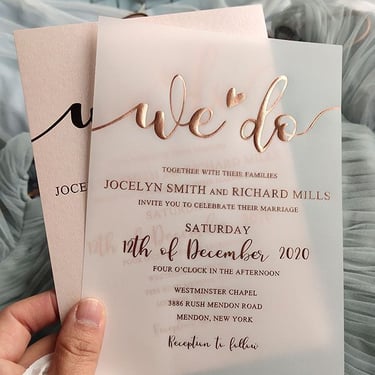 we do
TOGETHER WITH THEIR FAMILIES
JOCELYN SMITH AND RICHARD MILLS
INVITE YOU TO CELEBRATE THEIR MARRIAGE
SATURDAY
12th of December 2020
FOUR O'CLOCK IN THE AFTERNOON
WESTMINSTER CHAPEL
3886 RUSH MENDON ROAD
MENDON, NEW YORK
Reception to follow
JOCE